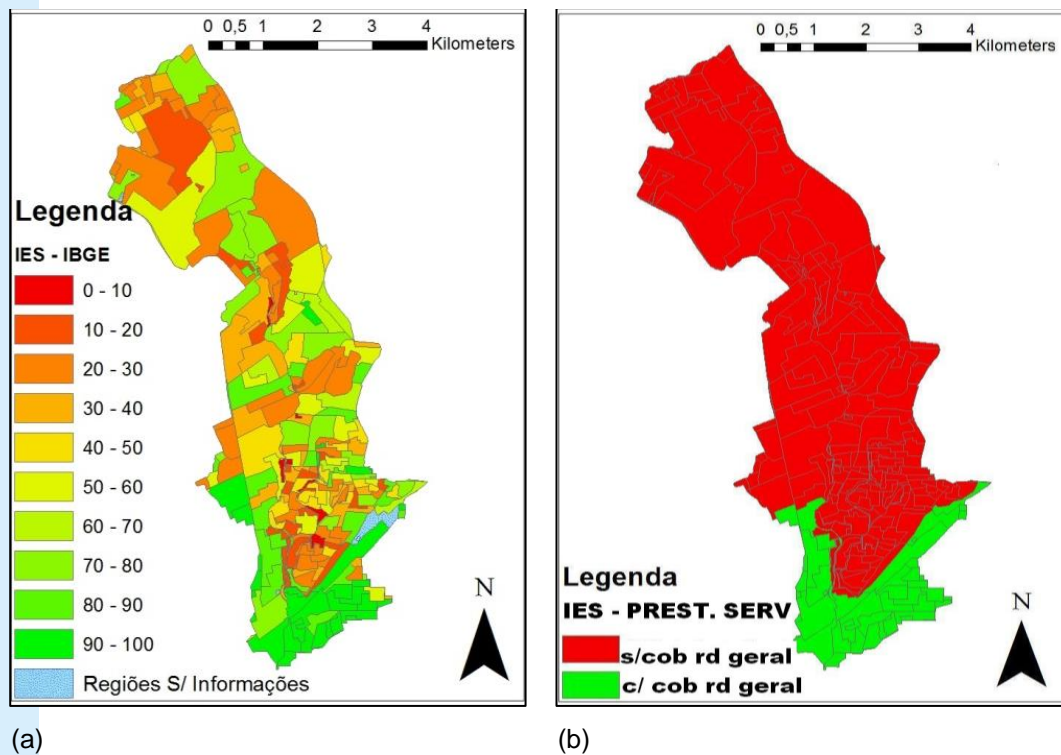 0 0,5 1 2 3 4
Kilometers
Legenda
IES - IBGE
0 - 10
10 - 20
20 - 30
30 - 40
40 - 50
50 - 60
60 - 70
70 - 80
80 - 90
90 - 100
Regiões S/ Informações
N
(a)
0 0,5 1 2 3 4
Kilometers
Legenda
IES - PREST. SERV
s/cob rd geral
c/ cob rd geral
N
(b)